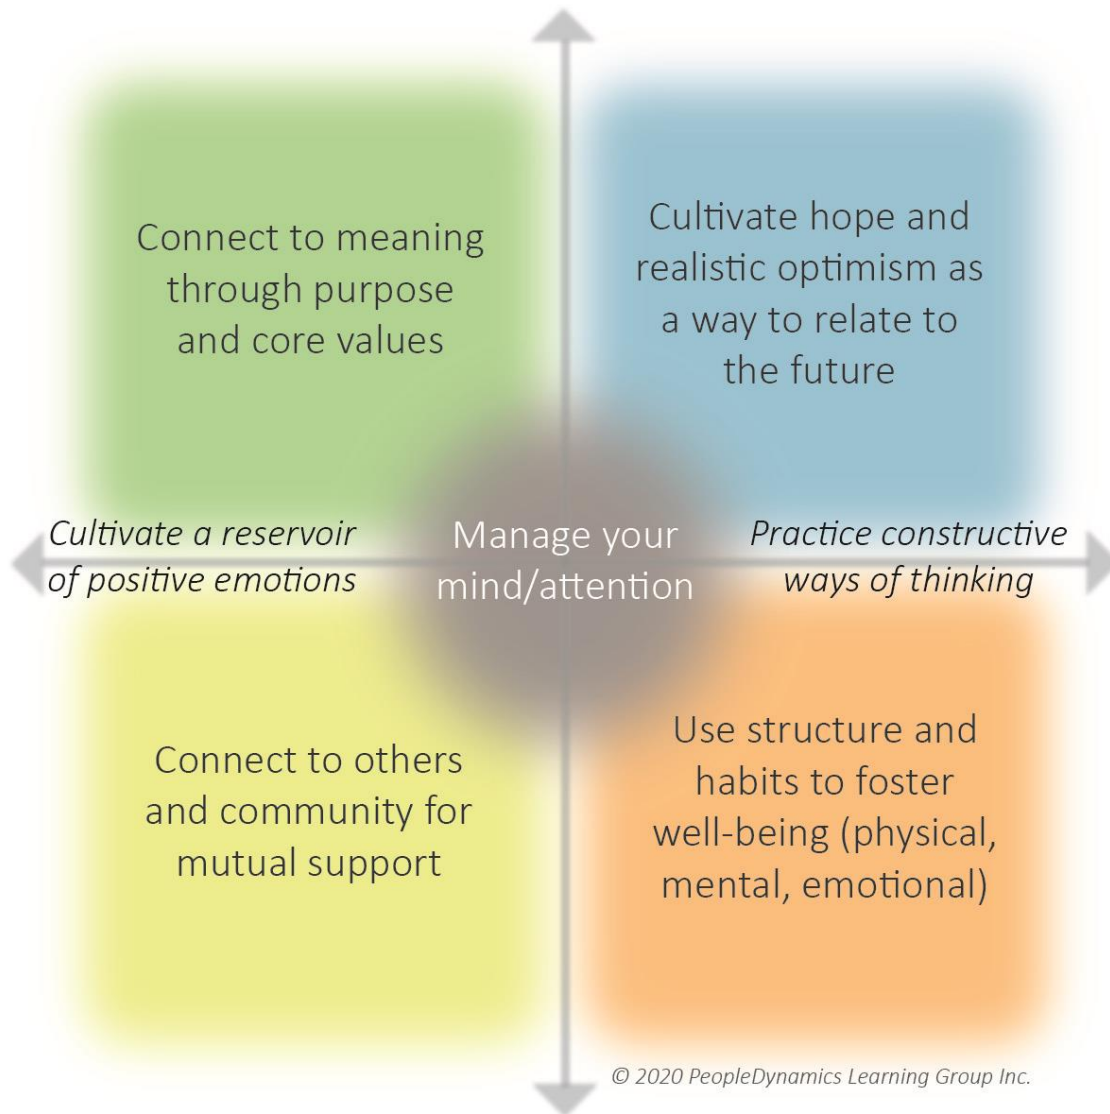 Connect to meaning
through purpose
and core values
Cultivate hope and
realistic optimism as
a way to relate to
the future
Cultivate a reservoir
of positive emotions
Manage your
mind/attention
Practice constructive
ways of thinking
Connect to others
and community for
mutual support
Use structure and
habits to foster
well-being (physical,
mental, emotional)
© 2020 PeopleDynamics Learning Group Inc.